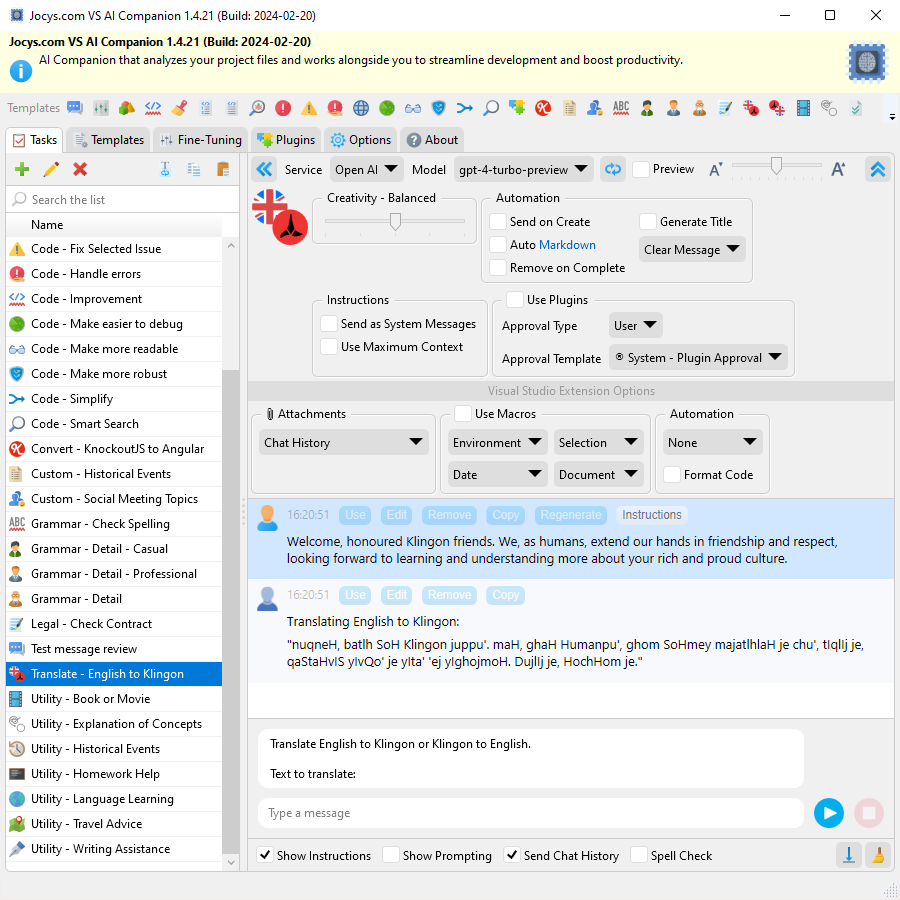 Jocys.com VS AI Companion 1.4.21 (Build: 2024-02-20)
Jocys.com VS AI Companion 1.4.21 (Build: 2024-02-20)
AI Companion that analyzes your project files and works alongside you to streamline development and boost productivity.
Templates
Tasks Templates Fine-Tuning Plugins Options About
Service Open AI Model gpt-4-turbo-preview Preview A A
Search the list
Name
Code - Fix Selected Issue
Code - Handle errors
Code - Improvement
Code - Make easier to debug
Code - Make more readable
Code - Make more robust
Code - Simplify
Code - Smart Search
Convert - KnockoutJS to Angular
Custom - Historical Events
Custom - Social Meeting Topics
Grammar - Check Spelling
Grammar - Detail - Casual
Grammar - Detail - Professional
Grammar - Detail
Legal - Check Contract
Test message review
Translate - English to Klingon
Utility - Book or Movie
Utility - Explanation of Concepts
Utility - Historical Events
Utility - Homework Help
Utility - Language Learning
Utility - Travel Advice
Utility - Writing Assistance
Creativity - Balanced
Automation
Send on Create Generate Title
Auto Markdown Clear Message
Remove on Complete
Instructions
Send as System Messages
Use Maximum Context
Use Plugins
Approval Type User
Approval Template ® System - Plugin Approval
Visual Studio Extension Options
Attachments
Chat History
Use Macros
Environment Selection
Date Document
Automation
None
Format Code
16:20:51 Use Edit Remove Copy Regenerate Instructions
Welcome, honoured Klingon friends. We, as humans, extend our hands in friendship and respect,
looking forward to learning and understanding more about your rich and proud culture.
16:20:51 Use Edit Remove Copy
Translating English to Klingon:
"nuqneH, batlh SoH Klingon juppu'. maH, ghaH Humanpu', ghom SoHmey majatlhlaH je chu', tIqlIj je,
qaStaHvIS yIvQo' je yIta' 'ej yIghojmoH. DujlIj je, HochHom je."
Translate English to Klingon or Klingon to English.
Text to translate:
Type a message
Show Instructions Show Prompting Send Chat History Spell Check